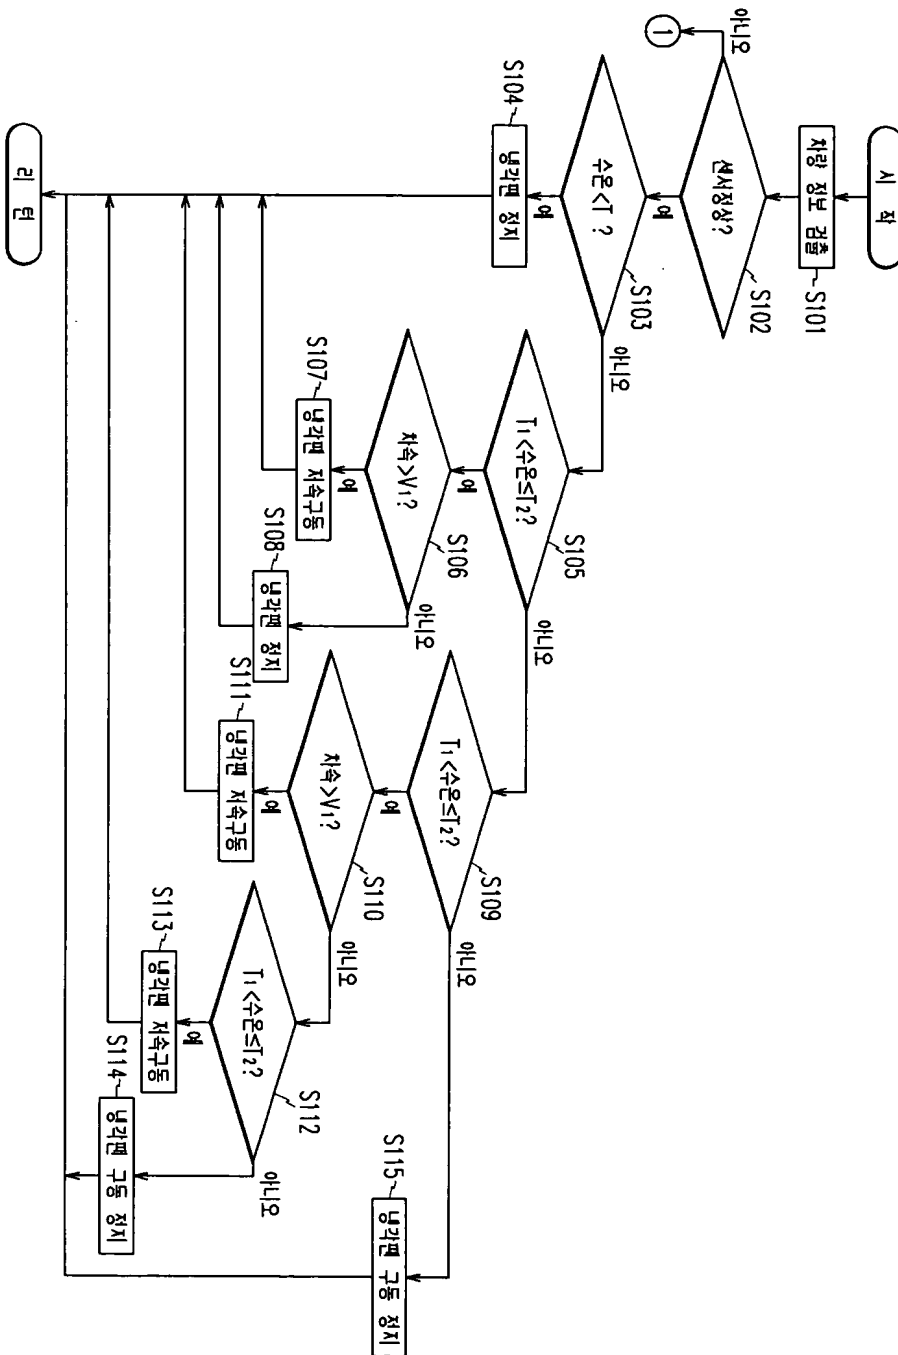 시 작
차량 정보 검출
S101
센서정상?
S102
아니오
1
예
수온<T ?
S103
아니오
예
냉각팬 정지
S104
T₁<수온≤T₂?
S105
아니오
예
차속>V₁?
S106
아니오
예
냉각팬 저속구동
S107
냉각팬 정지
S108
T₁<수온≤T₂?
S109
아니오
예
차속>V₁?
S110
아니오
예
냉각팬 저속구동
S111
T₁<수온≤T₂?
S112
아니오
예
냉각팬 저속구동
S113
냉각팬 구동 정지
S114
냉각팬 구동 정지
S115
리 턴